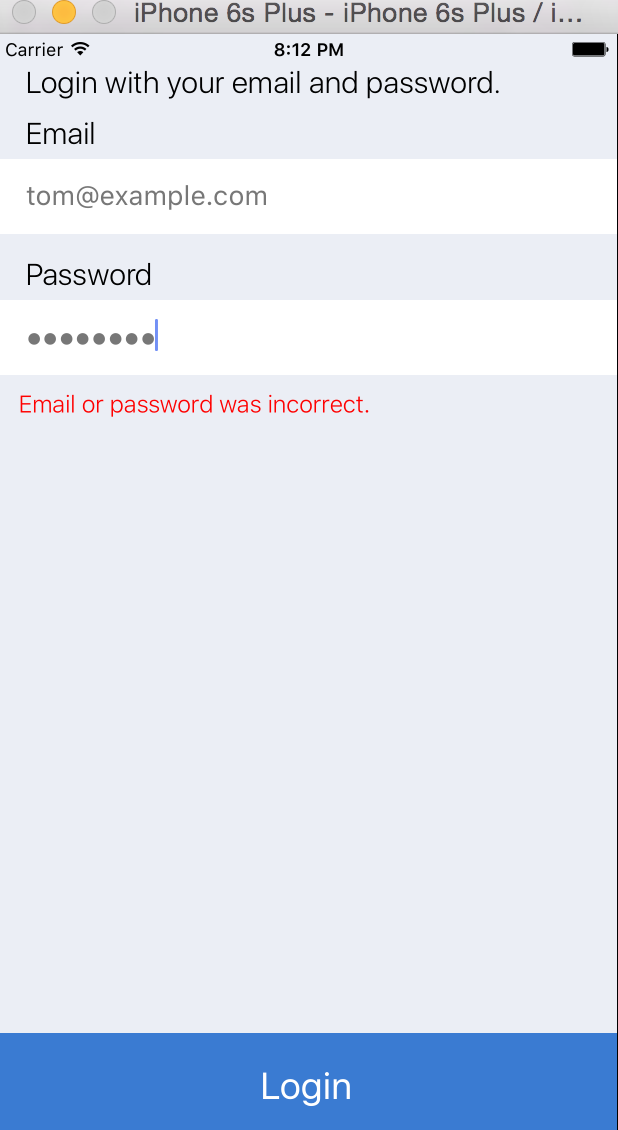 iPhone 6s Plus - iPhone 6s Plus / i...
Carrier 8:12 PM
Login with your email and password.
Email
tom@example.com
Password
••••••••
Email or password was incorrect.
Login